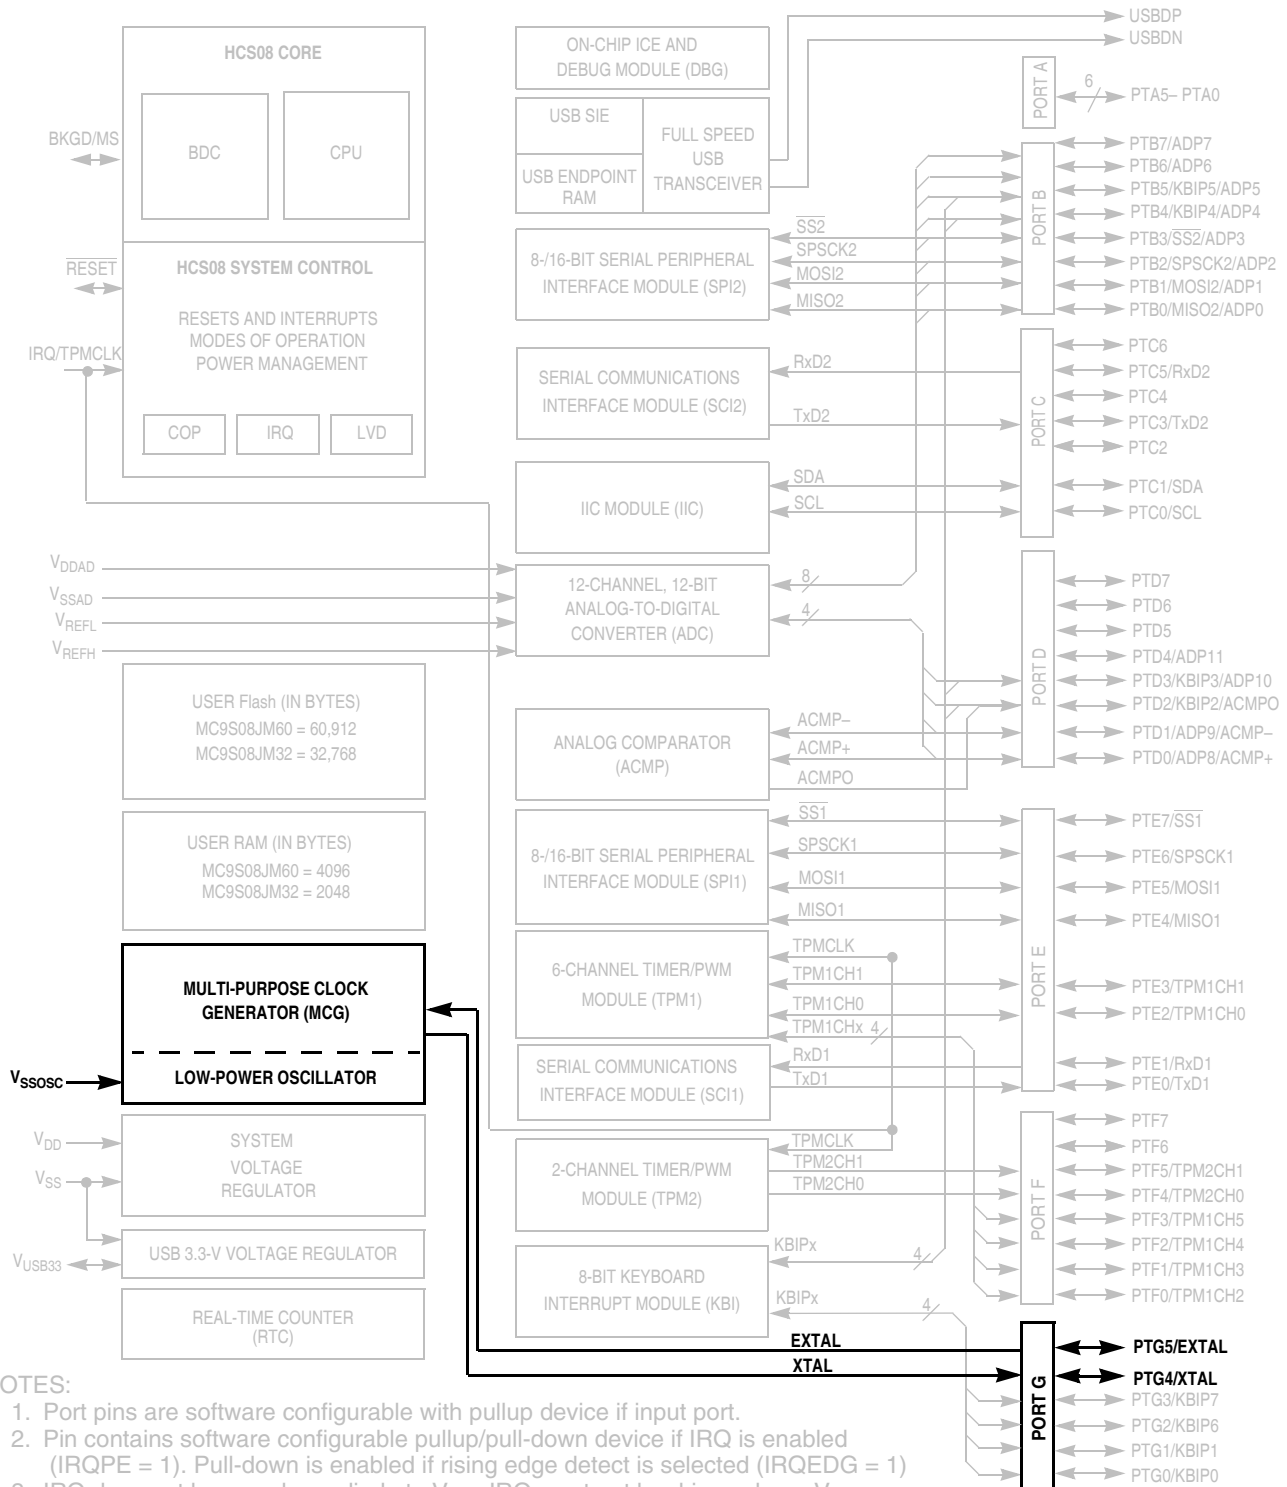 HCS08 CORE
BDC
CPU
BKGD/MS
RESET
HCS08 SYSTEM CONTROL
RESETS AND INTERRUPTS
MODES OF OPERATION
POWER MANAGEMENT
IRQ/TPMCLK
COP
IRQ
LVD
VDDAD
VSSAD
VREFL
VREFH
USER Flash (IN BYTES)
MC9S08JM60 = 60,912
MC9S08JM32 = 32,768
USER RAM (IN BYTES)
MC9S08JM60 = 4096
MC9S08JM32 = 2048
MULTI-PURPOSE CLOCK
GENERATOR (MCG)
LOW-POWER OSCILLATOR
VSSOSC
VDD
VSS
SYSTEM
VOLTAGE
REGULATOR
VUSB33
USB 3.3-V VOLTAGE REGULATOR
REAL-TIME COUNTER
(RTC)
ON-CHIP ICE AND
DEBUG MODULE (DBG)
USB SIE
USB ENDPOINT
RAM
FULL SPEED
USB
TRANSCEIVER
8-/16-BIT SERIAL PERIPHERAL
INTERFACE MODULE (SPI2)
SS2
SPSCK2
MOSI2
MISO2
SERIAL COMMUNICATIONS
INTERFACE MODULE (SCI2)
RxD2
TxD2
IIC MODULE (IIC)
SDA
SCL
12-CHANNEL, 12-BIT
ANALOG-TO-DIGITAL
CONVERTER (ADC)
8
4
ANALOG COMPARATOR
(ACMP)
ACMP–
ACMP+
ACMPO
8-/16-BIT SERIAL PERIPHERAL
INTERFACE MODULE (SPI1)
SS1
SPSCK1
MOSI1
MISO1
6-CHANNEL TIMER/PWM
MODULE (TPM1)
TPMCLK
TPM1CH1
TPM1CH0
TPM1CHx 4
SERIAL COMMUNICATIONS
INTERFACE MODULE (SCI1)
RxD1
TxD1
2-CHANNEL TIMER/PWM
MODULE (TPM2)
TPMCLK
TPM2CH1
TPM2CH0
8-BIT KEYBOARD
INTERRUPT MODULE (KBI)
KBIPx
4
KBIPx
4
EXTAL
XTAL
USBDP
USBDN
PORT A
6
PTA5– PTA0
PORT B
PTB7/ADP7
PTB6/ADP6
PTB5/KBIP5/ADP5
PTB4/KBIP4/ADP4
PTB3/SS2/ADP3
PTB2/SPSCK2/ADP2
PTB1/MOSI2/ADP1
PTB0/MISO2/ADP0
PORT C
PTC6
PTC5/RxD2
PTC4
PTC3/TxD2
PTC2
PTC1/SDA
PTC0/SCL
PORT D
PTD7
PTD6
PTD5
PTD4/ADP11
PTD3/KBIP3/ADP10
PTD2/KBIP2/ACMPO
PTD1/ADP9/ACMP–
PTD0/ADP8/ACMP+
PORT E
PTE7/SS1
PTE6/SPSCK1
PTE5/MOSI1
PTE4/MISO1
PTE3/TPM1CH1
PTE2/TPM1CH0
PTE1/RxD1
PTE0/TxD1
PORT F
PTF7
PTF6
PTF5/TPM2CH1
PTF4/TPM2CH0
PTF3/TPM1CH5
PTF2/TPM1CH4
PTF1/TPM1CH3
PTF0/TPM1CH2
PORT G
PTG5/EXTAL
PTG4/XTAL
PTG3/KBIP7
PTG2/KBIP6
PTG1/KBIP1
PTG0/KBIP0
OTES:
1. Port pins are software configurable with pullup device if input port.
2. Pin contains software configurable pullup/pull-down device if IRQ is enabled
(IRQPE = 1). Pull-down is enabled if rising edge detect is selected (IRQEDG = 1)